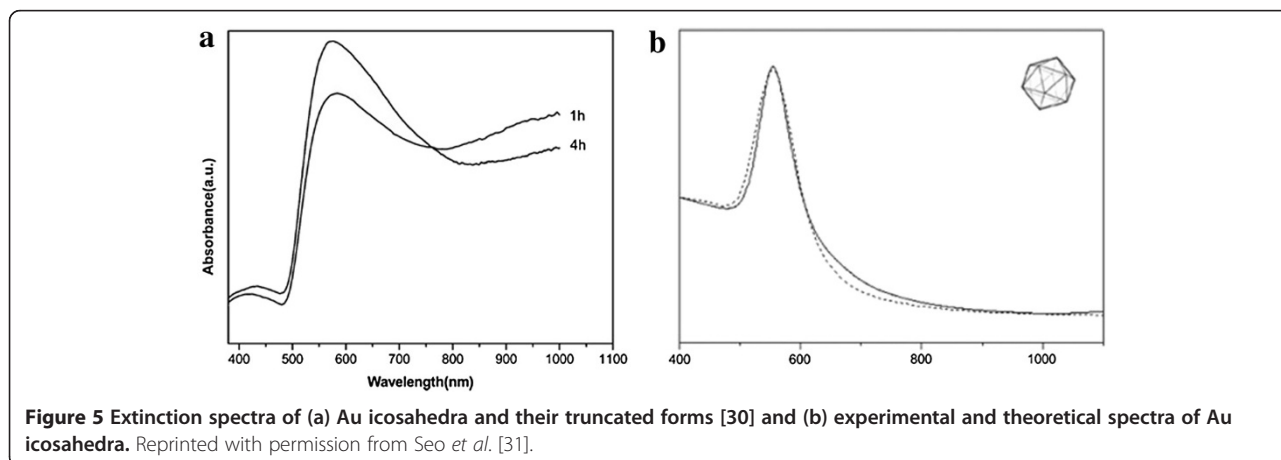 a
b
1h
4h
Absorbance(a.u.)
400 500 600 700 800 900 1000 1100
Wavelength(nm)
400 600 800 1000
Figure 5 Extinction spectra of (a) Au icosahedra and their truncated forms [30] and (b) experimental and theoretical spectra of Au
icosahedra. Reprinted with permission from Seo et al. [31].